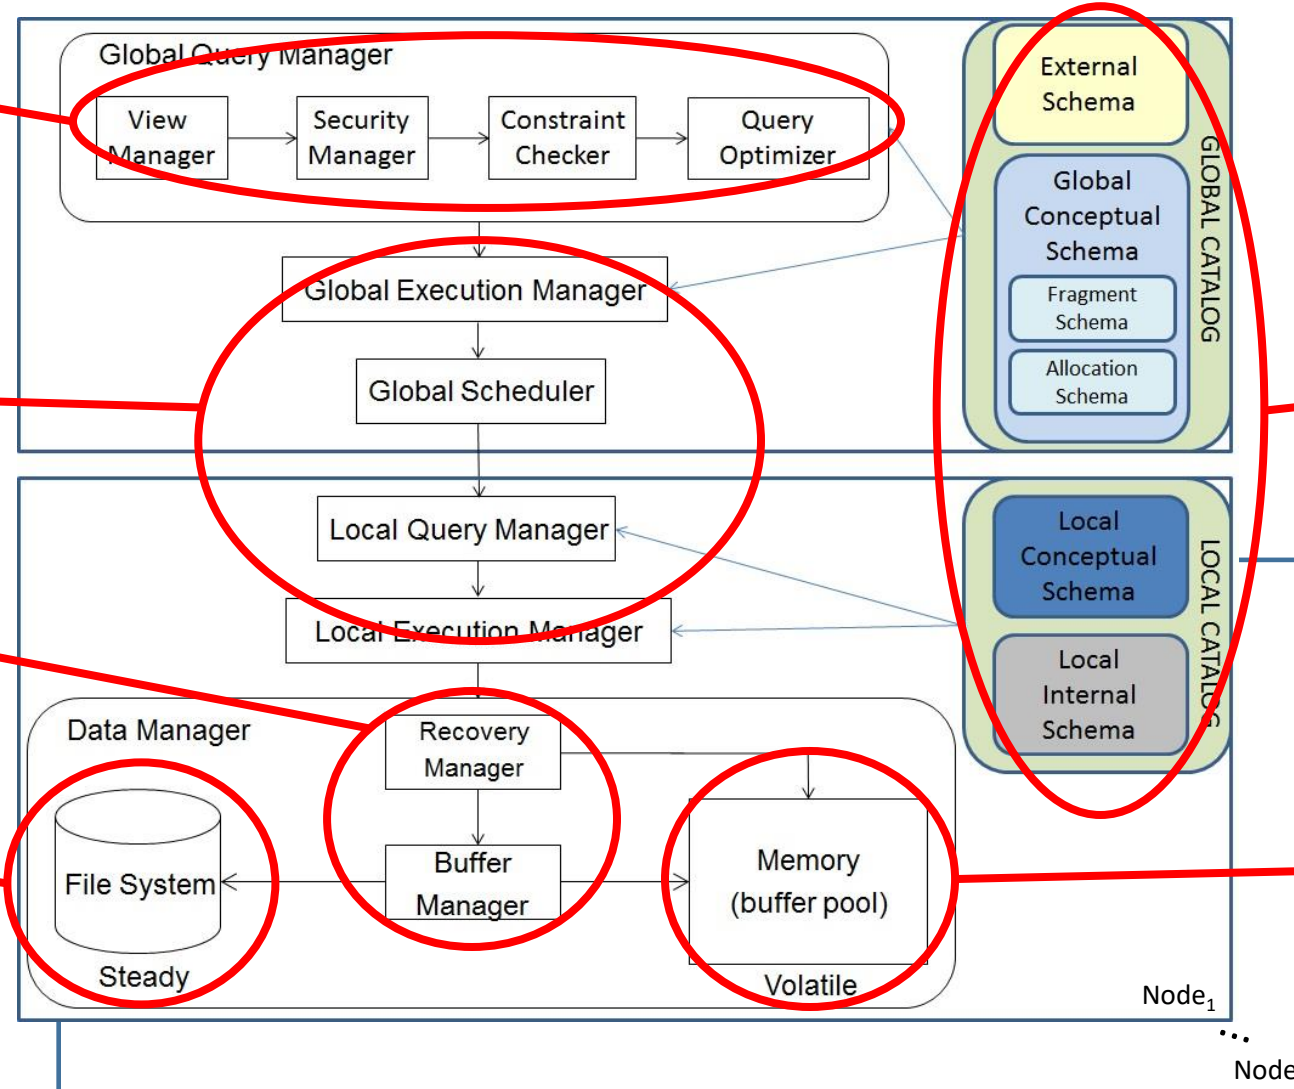 Global Query Manager
View
Manager
Security
Manager
Constraint
Checker
Query
Optimizer
Global Execution Manager
Global Scheduler
External
Schema
Global
Conceptual
Schema
Fragment
Schema
Allocation
Schema
GLOBAL CATALOG
Local Query Manager
Local Execution Manager
Local
Conceptual
Schema
Local
Internal
Schema
LOCAL CATALOG
Data Manager
Recovery
Manager
Buffer
Manager
File System
Steady
Memory
(buffer pool)
Volatile
Node1
...
Node